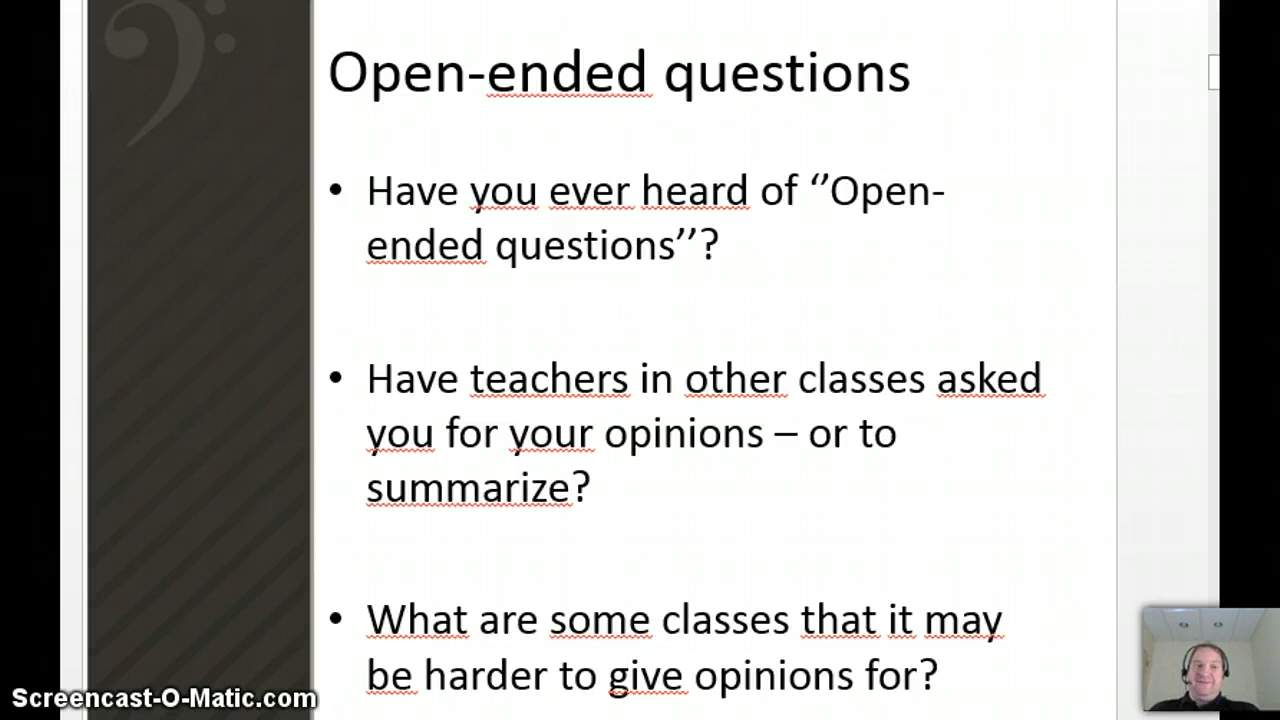 Open-ended questions
• Have you ever heard of ‘’Open-
ended questions’’?
• Have teachers in other classes asked
you for your opinions – or to
summarize?
• What are some classes that it may
be harder to give opinions for?
Screencast-O-Matic.com